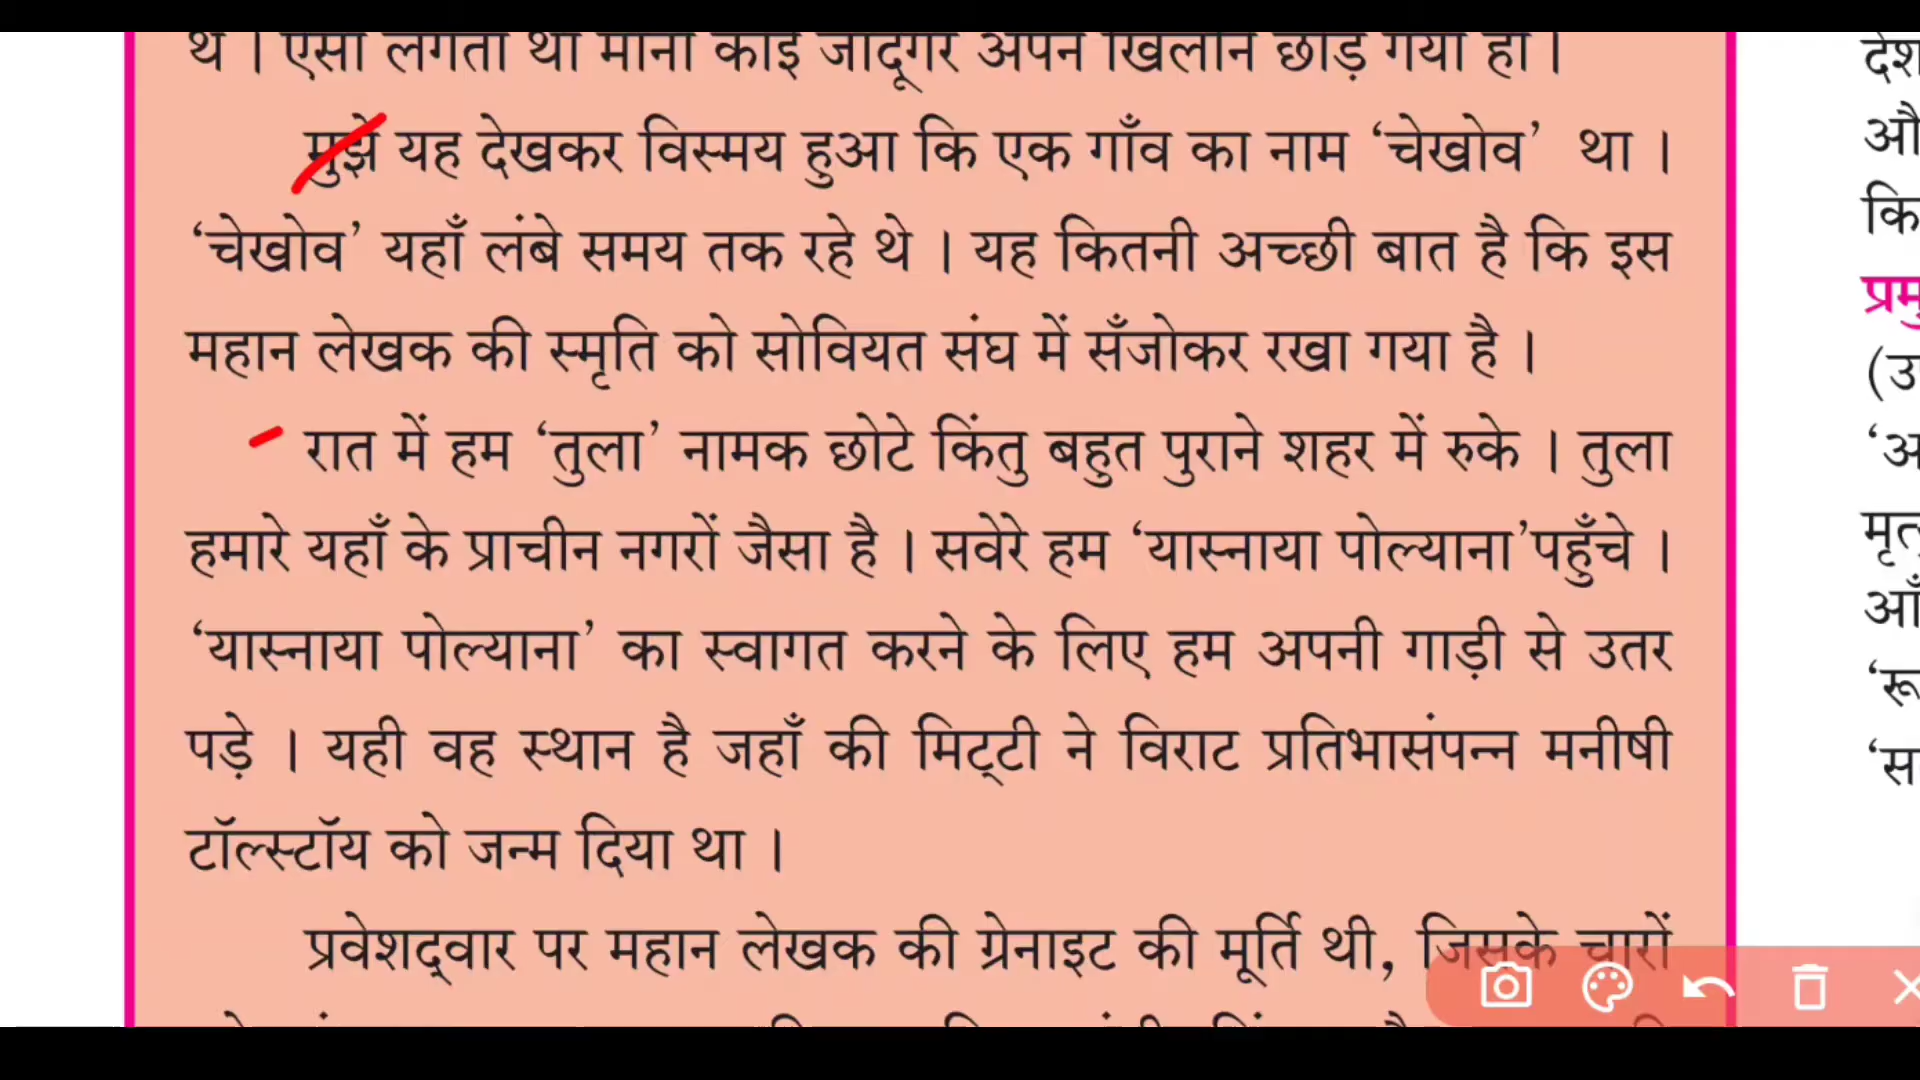 थे । ऐसा लगता था मानो कोई जादूगर अपने खिलौने छोड़ गया हो ।
मुझे यह देखकर विस्मय हुआ कि एक गाँव का नाम ‘चेखोव’ था ।
‘चेखोव’ यहाँ लंबे समय तक रहे थे । यह कितनी अच्छी बात है कि इस
महान लेखक की स्मृति को सोवियत संघ में सँजोकर रखा गया है ।
रात में हम ‘तुला’ नामक छोटे किंतु बहुत पुराने शहर में रुके । तुला
हमारे यहाँ के प्राचीन नगरों जैसा है । सवेरे हम ‘यास्नाया पोल्याना’पहुँचे ।
‘यास्नाया पोल्याना’ का स्वागत करने के लिए हम अपनी गाड़ी से उतर
पड़े । यही वह स्थान है जहाँ की मिट्‌टी ने विराट प्रतिभासंपन्न मनीषी
टॉल्स्टॉय को जन्म दिया था ।
प्रवेशद्‌वार पर महान लेखक की ग्रेनाइट की मूर्ति थी, जिसके चारों
देश
कि